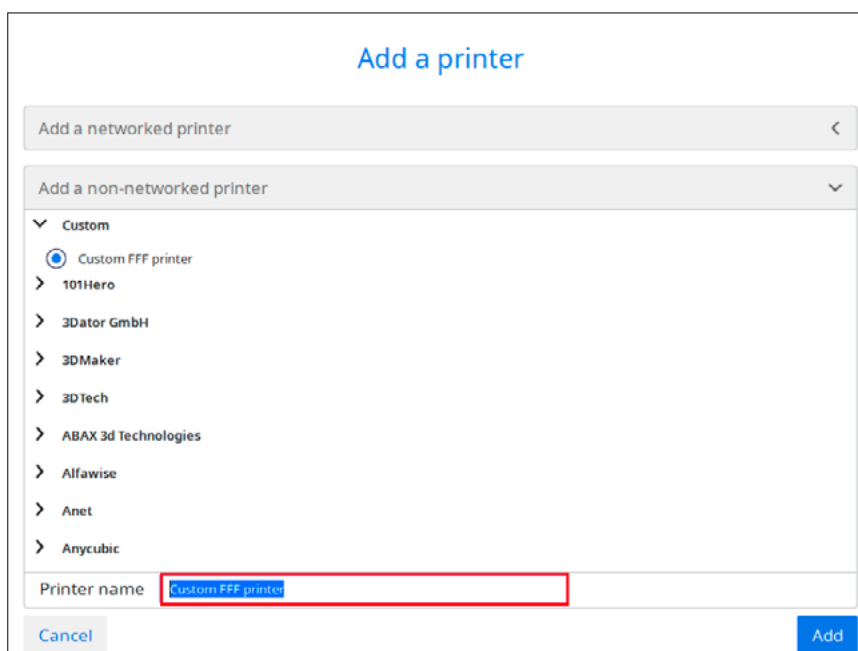 Add a printer
Add a networked printer
Add a non-networked printer
Custom
Custom FFF printer
101Hero
3Dator GmbH
3DMaker
3DTech
ABAX 3d Technologies
Alfawise
Anet
Anycubic
Printer name Custom FFF printer
Cancel Add